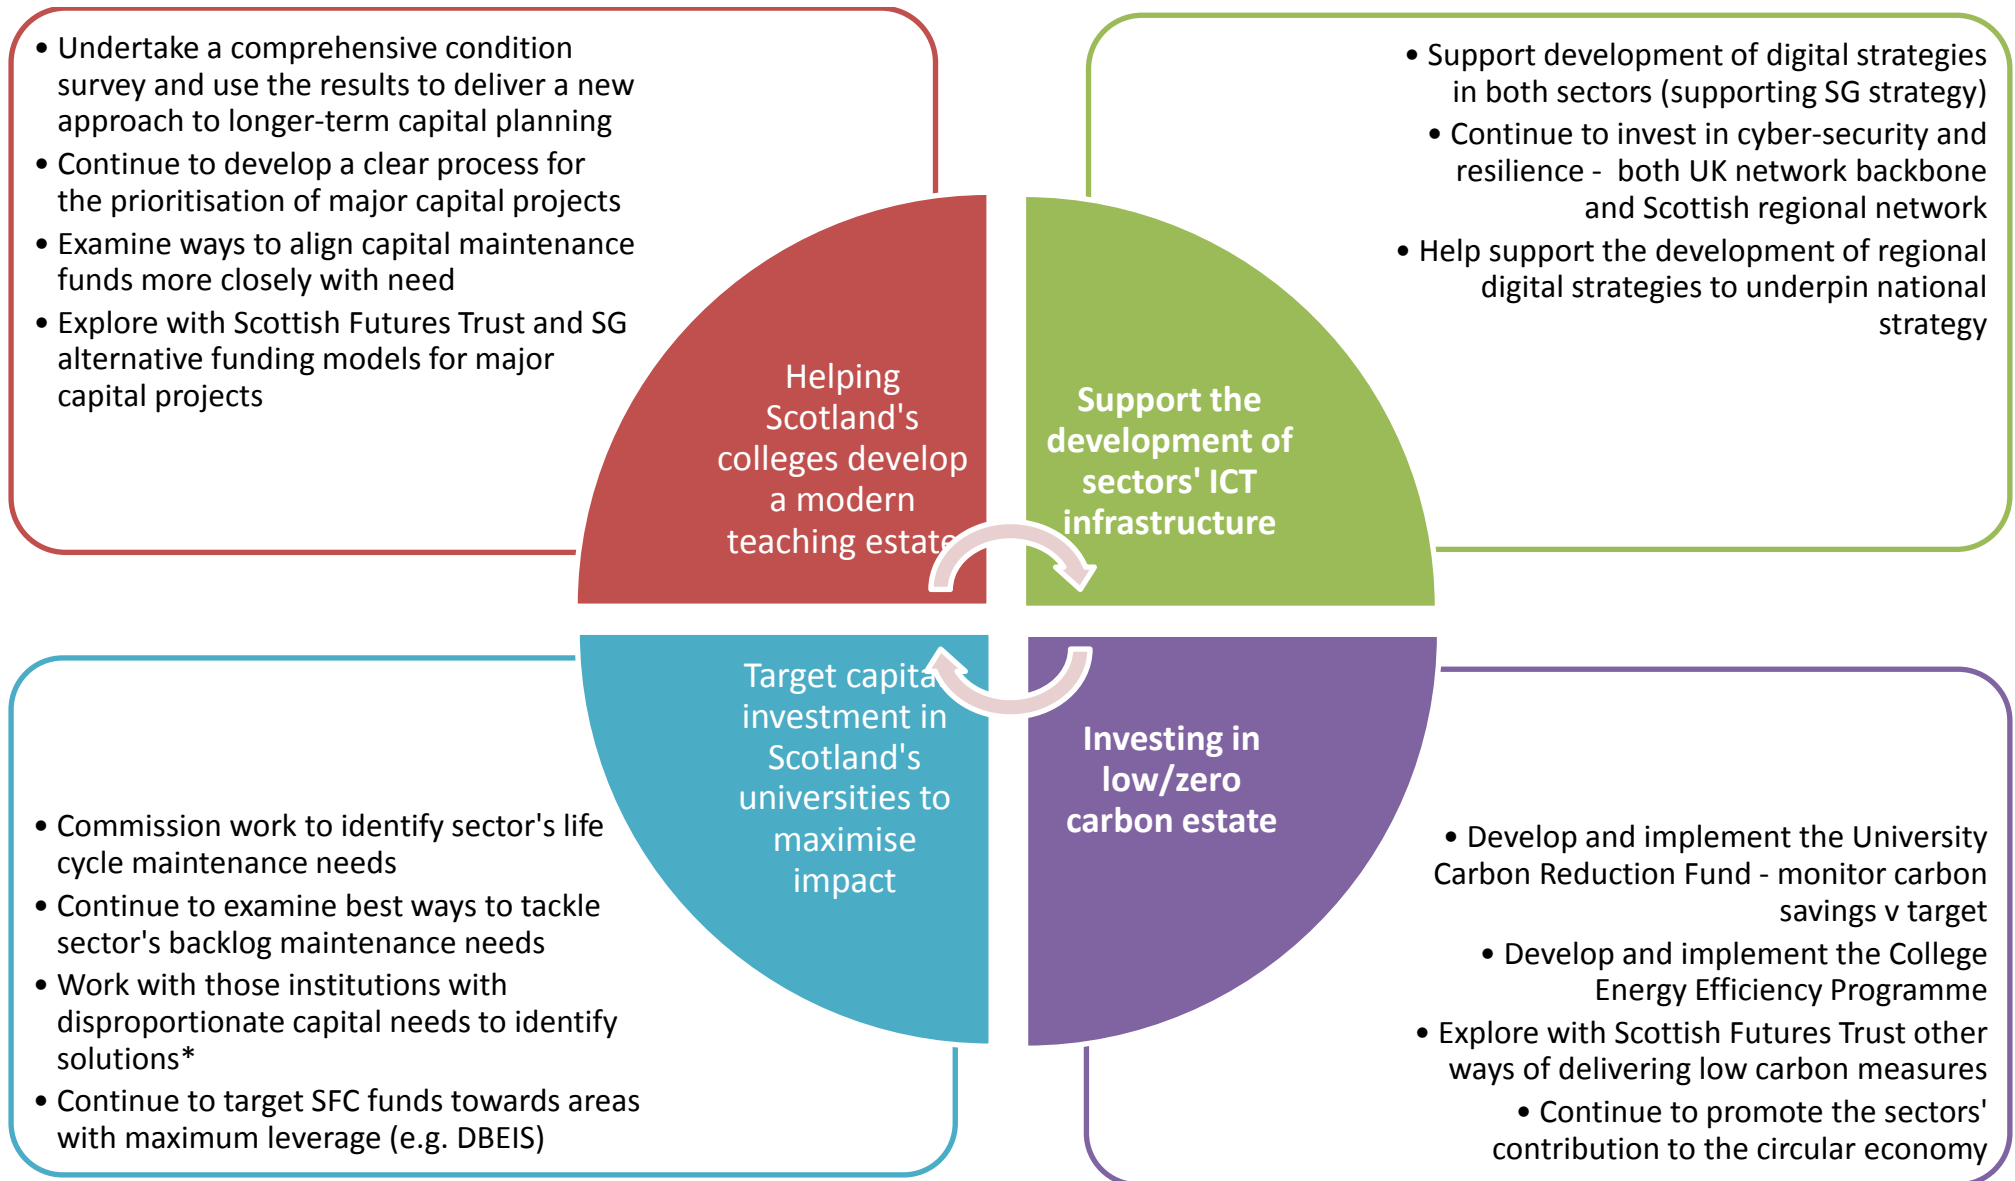 • Undertake a comprehensive condition
survey and use the results to deliver a new
approach to longer-term capital planning
• Continue to develop a clear process for
the prioritisation of major capital projects
• Examine ways to align capital maintenance
funds more closely with need
• Explore with Scottish Futures Trust and SG
alternative funding models for major
capital projects
• Support development of digital strategies
in both sectors (supporting SG strategy)
• Continue to invest in cyber-security and
resilience - both UK network backbone
and Scottish regional network
• Help support the development of regional
digital strategies to underpin national
strategy
Helping
Scotland's
colleges develop
a modern
teaching estate
Support the
development of
sectors' ICT
infrastructure
Target capital
investment in
Scotland's
universities to
maximise
impact
Investing in
low/zero
carbon estate
• Commission work to identify sector's life
cycle maintenance needs
• Continue to examine best ways to tackle
sector's backlog maintenance needs
• Work with those institutions with
disproportionate capital needs to identify
solutions*
• Continue to target SFC funds towards areas
with maximum leverage (e.g. DBEIS)
• Develop and implement the University
Carbon Reduction Fund - monitor carbon
savings v target
• Develop and implement the College
Energy Efficiency Programme
• Explore with Scottish Futures Trust other
ways of delivering low carbon measures
• Continue to promote the sectors'
contribution to the circular economy